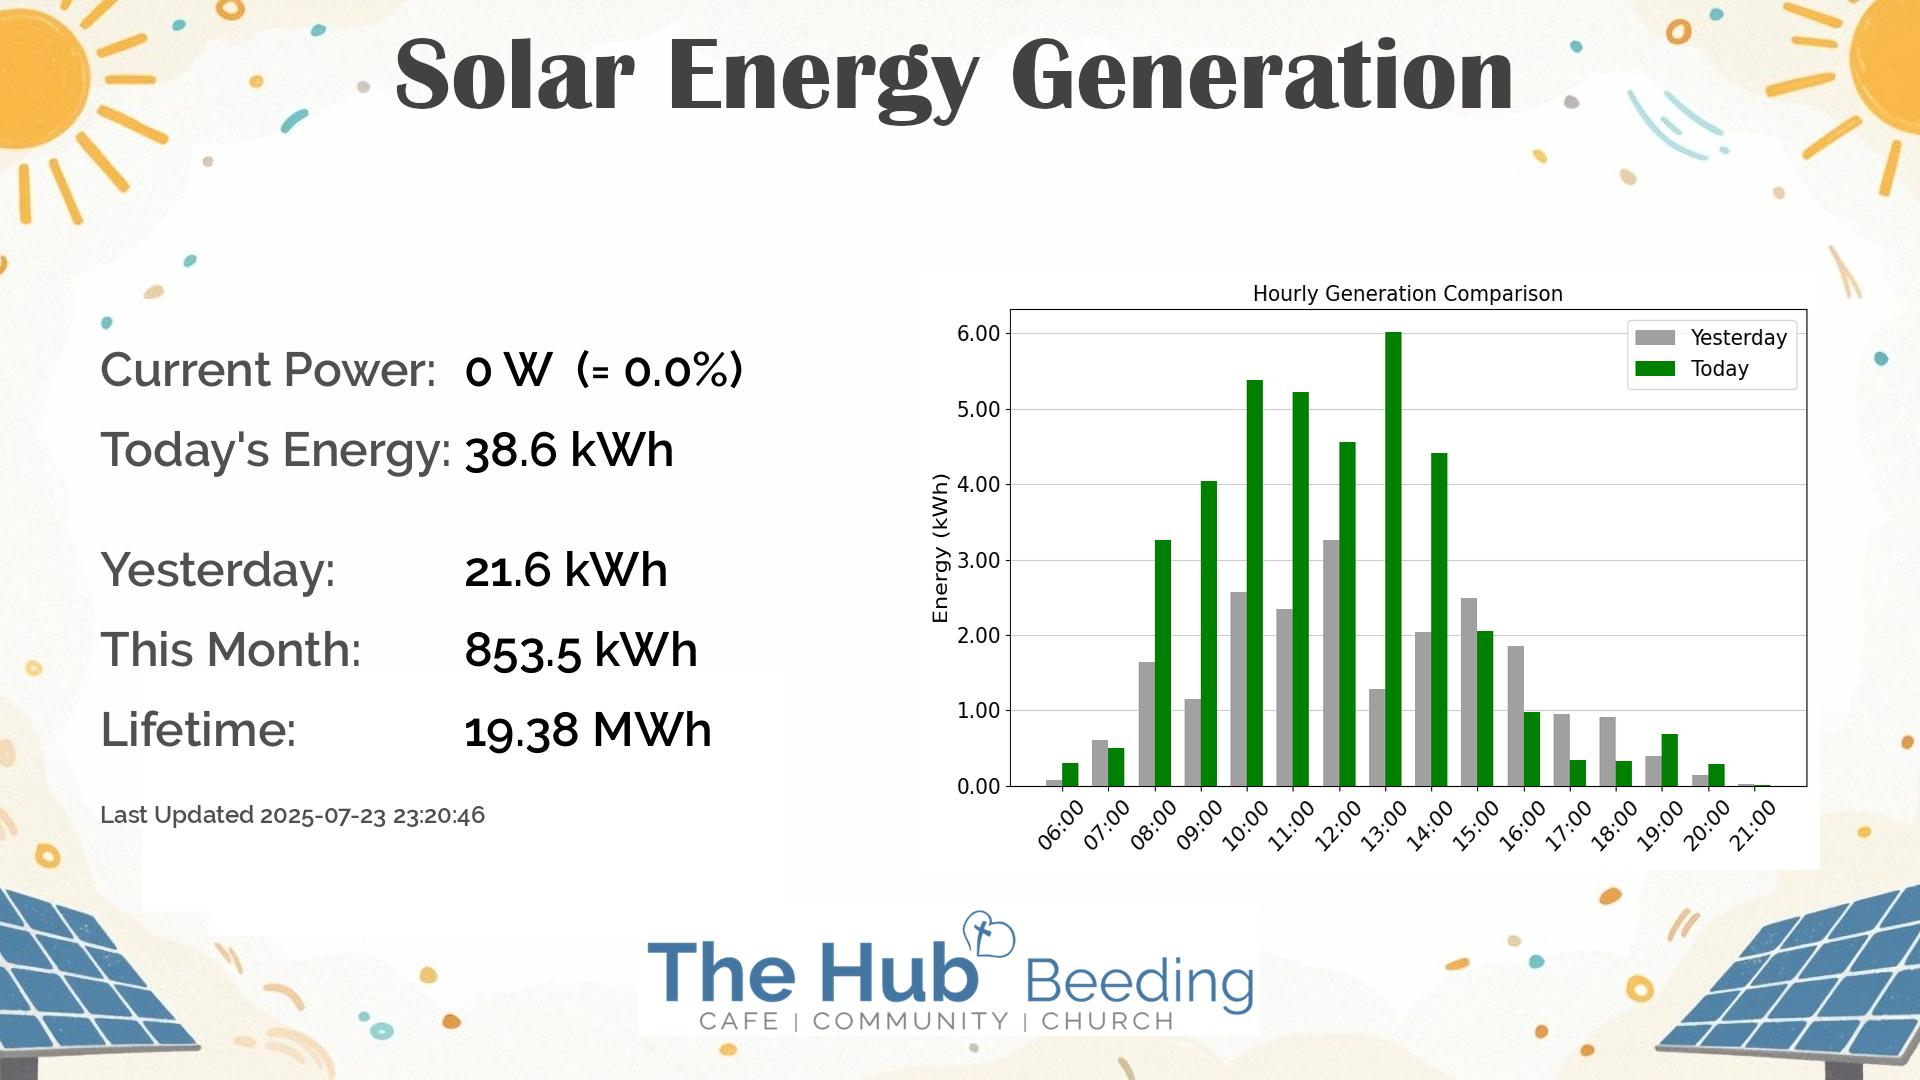 Solar Energy Generation
Current Power: 0 W (= 0.0%)
Today's Energy: 38.6 kWh
Yesterday: 21.6 kWh
This Month: 853.5 kWh
Lifetime: 19.38 MWh
Last Updated 2025-07-23 23:20:46
Hourly Generation Comparison
Yesterday
Today
Energy (kWh)
6.00
5.00
4.00
3.00
2.00
1.00
0.00
06:00 07:00 08:00 09:00 10:00 11:00 12:00 13:00 14:00 15:00 16:00 17:00 18:00 19:00 20:00 21:00
The Hub Beeding
CAFE | COMMUNITY | CHURCH